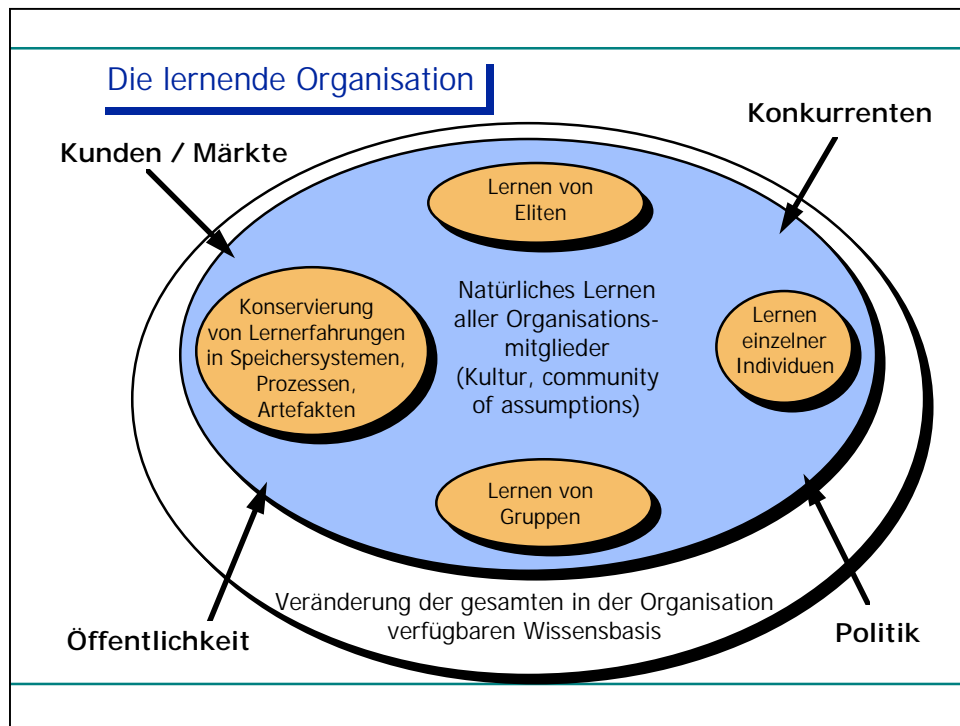 Die lernende Organisation
Konkurrenten
Kunden / Märkte
Lernen von
Eliten
Konservierung
von Lernerfahrungen
in Speichersystemen,
Prozessen,
Artefakten
Natürliches Lernen
aller Organisations-
mitglieder
(Kultur, community
of assumptions)
Lernen
einzelner
Individuen
Lernen von
Gruppen
Veränderung der gesamten in der Organisation
verfügbaren Wissensbasis
Öffentlichkeit
Politik